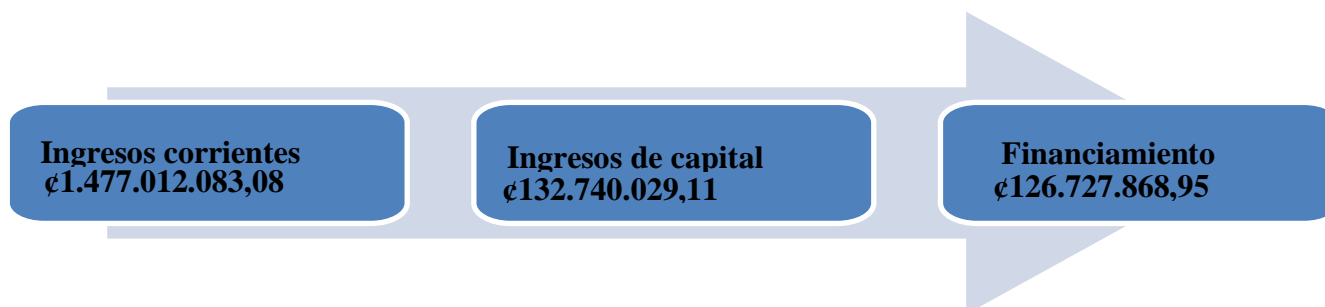 Ingresos corrientes
¢1.477.012.083,08
Ingresos de capital
¢132.740.029,11
Financiamiento
¢126.727.868,95